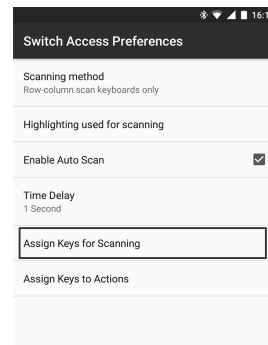 16:1
Switch Access Preferences
Scanning method
Row-column scan keyboards only
Highlighting used for scanning
Enable Auto Scan
Time Delay
1 Second
Assign Keys for Scanning
Assign Keys to Actions